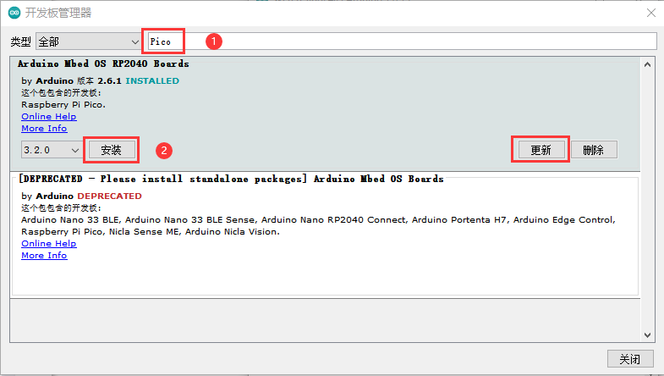 开发板管理器
类型 全部 Pico 1
Arduino Mbed OS RP2040 Boards
by Arduino 版本 2.6.1 INSTALLED
这个包包含的开发板:
Raspberry Pi Pico.
Online Help
More Info
3.2.0 安装 2 更新 删除
[DEPRECATED - Please install standalone packages] Arduino Mbed OS Boards
by Arduino DEPRECATED
这个包包含的开发板:
Arduino Nano 33 BLE, Arduino Nano 33 BLE Sense, Arduino Nano RP2040 Connect, Arduino Portenta H7, Arduino Edge Control,
Raspberry Pi Pico, Nicla Sense ME, Arduino Nicla Vision.
Online Help
More Info
关闭